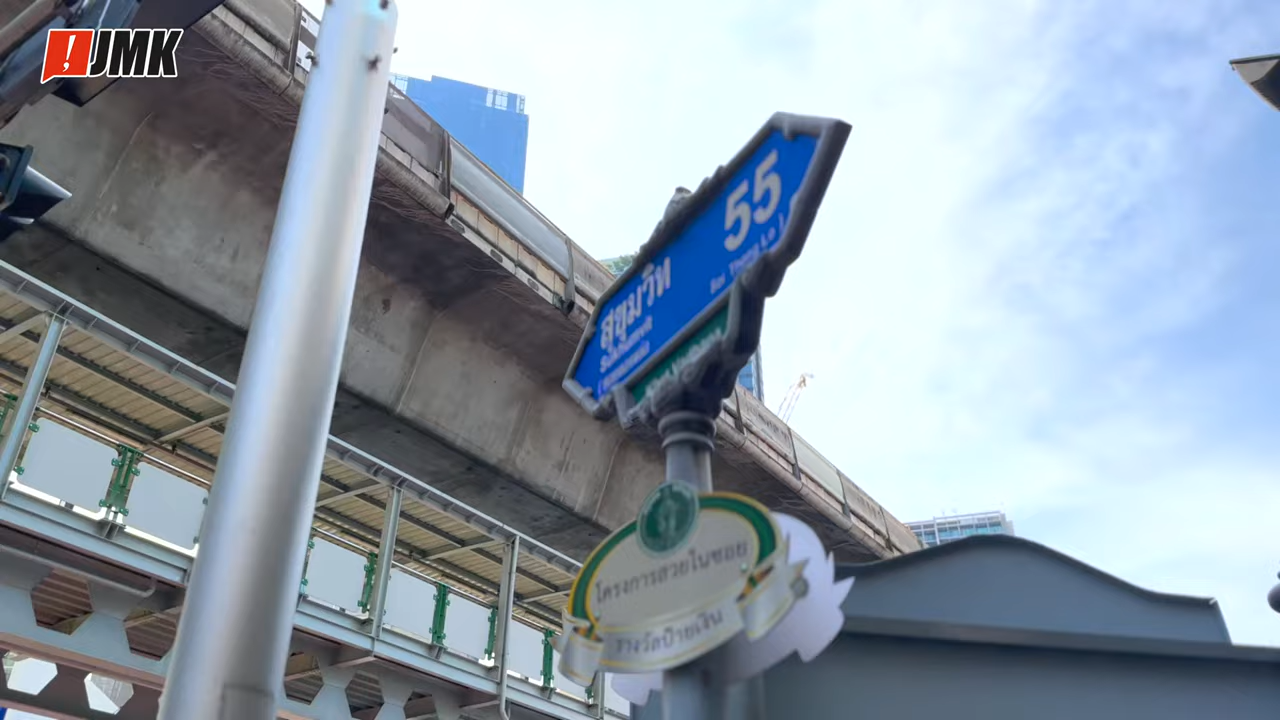 JMK
สุขุมวิท
55
Sukhumvit
Soi Thong Lo
โครงการสวยในซอย
รางวัลป้ายเงิน